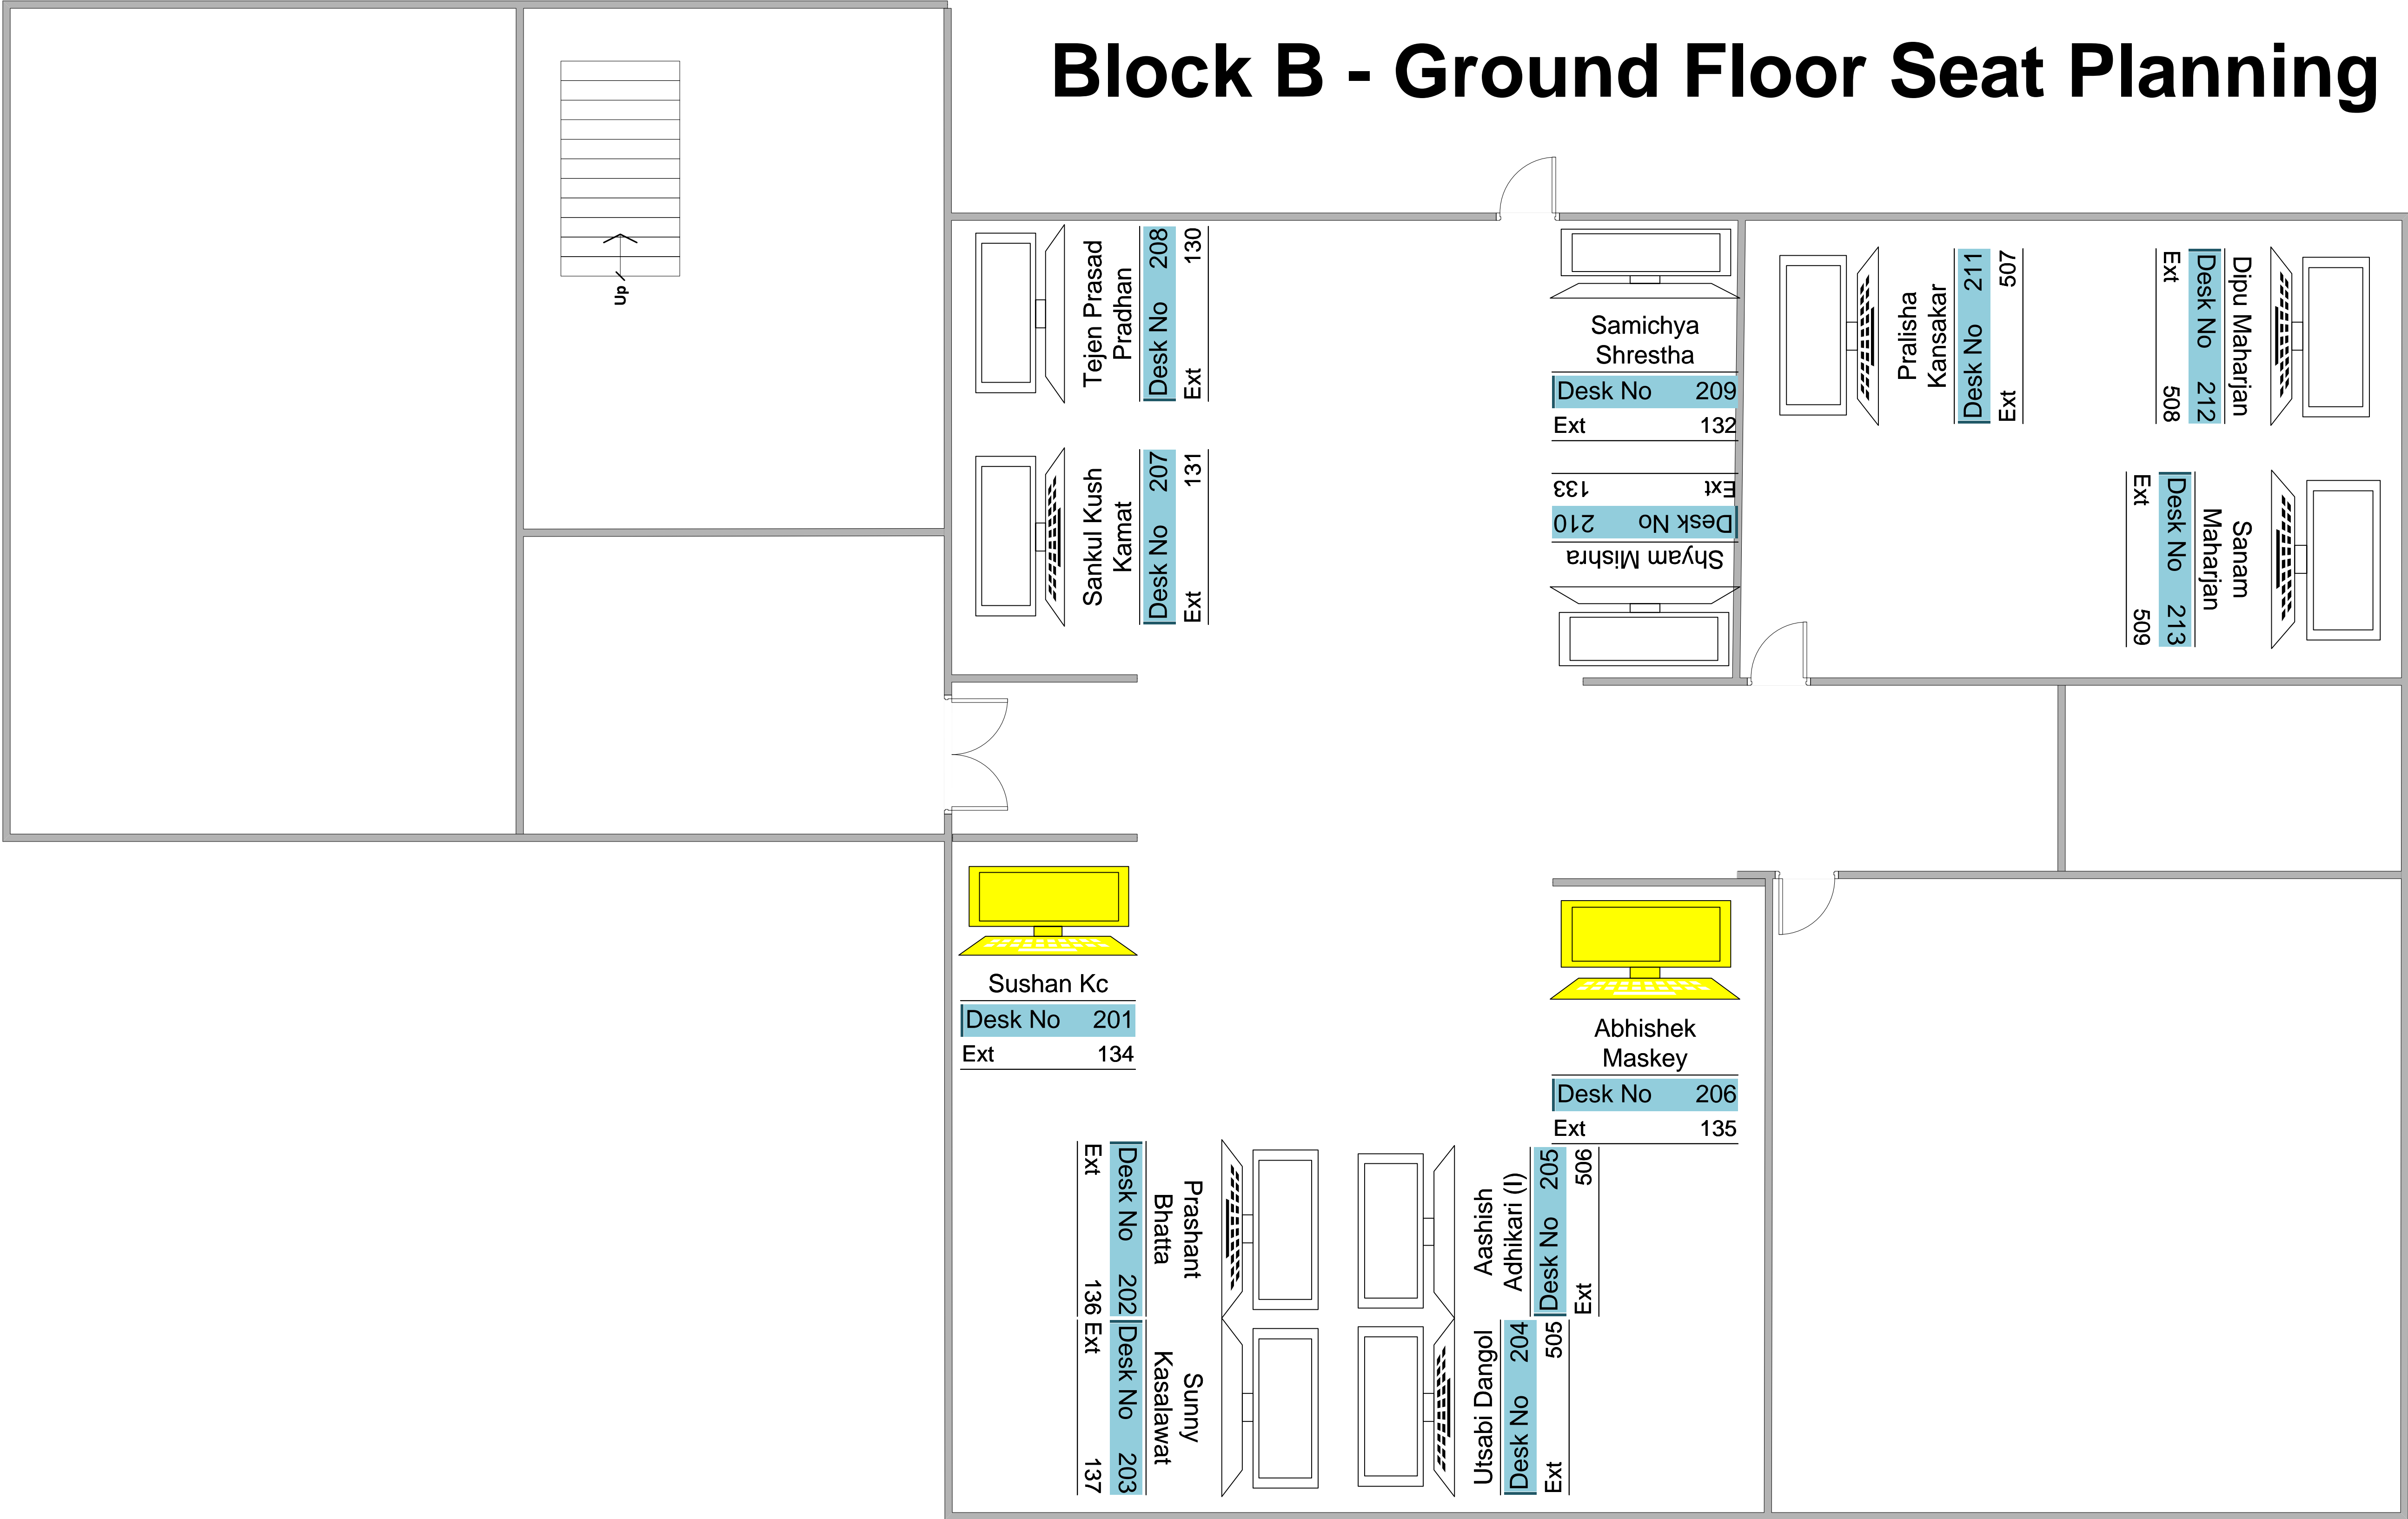 Block B - Ground Floor Seat Planning
Up
Tejen Prasad
Pradhan
Desk No 208
Ext 130
Sankul Kush
Kamat
Desk No 207
Ext 131
Samichya
Shrestha
Desk No 209
Ext 132
Shyam Mishra
Desk No 210
Ext 133
Pralisha
Kansakar
Desk No 211
Ext 507
Dipu Maharjan
Desk No 212
Ext 508
Sanam
Maharjan
Desk No 213
Ext 509
Sushan Kc
Desk No 201
Ext 134
Abhishek
Maskey
Desk No 206
Ext 135
Prashant
Bhatta
Desk No 202
Ext 136
Sunny
Kasalawat
Desk No 203
Ext 137
Aashish
Adhikari (I)
Desk No 205
Ext 506
Utsabi Dangol
Desk No 204
Ext 505